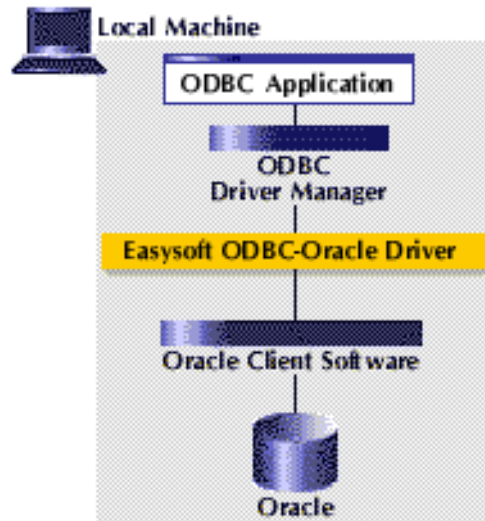 Local Machine
ODBC Application
ODBC
Driver Manager
Easysoft ODBC-Oracle Driver
Oracle Client Software
Oracle